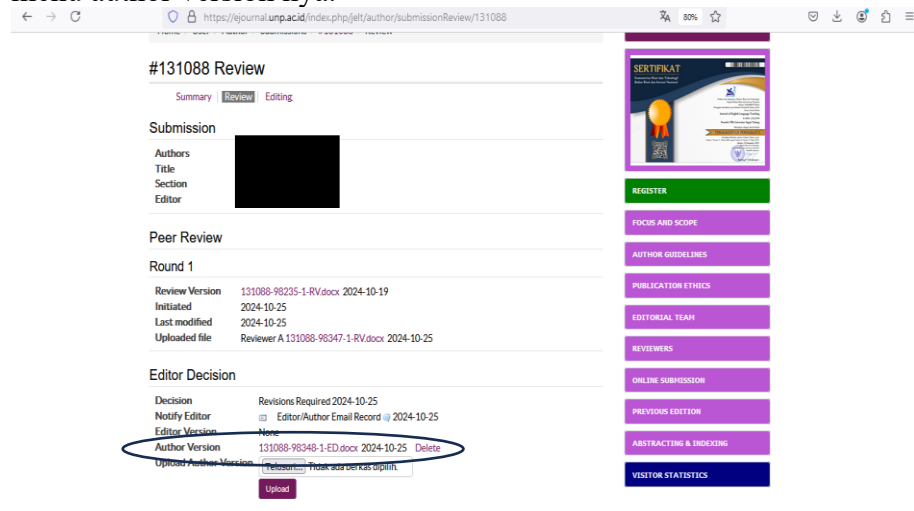 menu author version nya.
https://ejournal.unp.ac.id/index.php/jelt/author/submissionReview/131088
80%
#131088 Review
Summary
Review
Editing
Submission
Authors
Title
Section
Editor
Peer Review
Round 1
Review Version 131088-98235-1-RV.docx 2024-10-19
Initiated 2024-10-25
Last modified 2024-10-25
Uploaded file Reviewer A 131088-98347-1-RV.docx 2024-10-25
Editor Decision
Decision Revisions Required 2024-10-25
Notify Editor Editor/Author Email Record 2024-10-25
Editor Version None
Author Version 131088-98348-1-ED.docx 2024-10-25 Delete
Upload Author Version Telusuri... Tidak ada berkas dipilih.
Upload
SERTIFIKAT
REGISTER
FOCUS AND SCOPE
AUTHOR GUIDELINES
PUBLICATION ETHICS
EDITORIAL TEAM
REVIEWERS
ONLINE SUBMISSION
PREVIOUS EDITION
ABSTRACTING & INDEXING
VISITOR STATISTICS